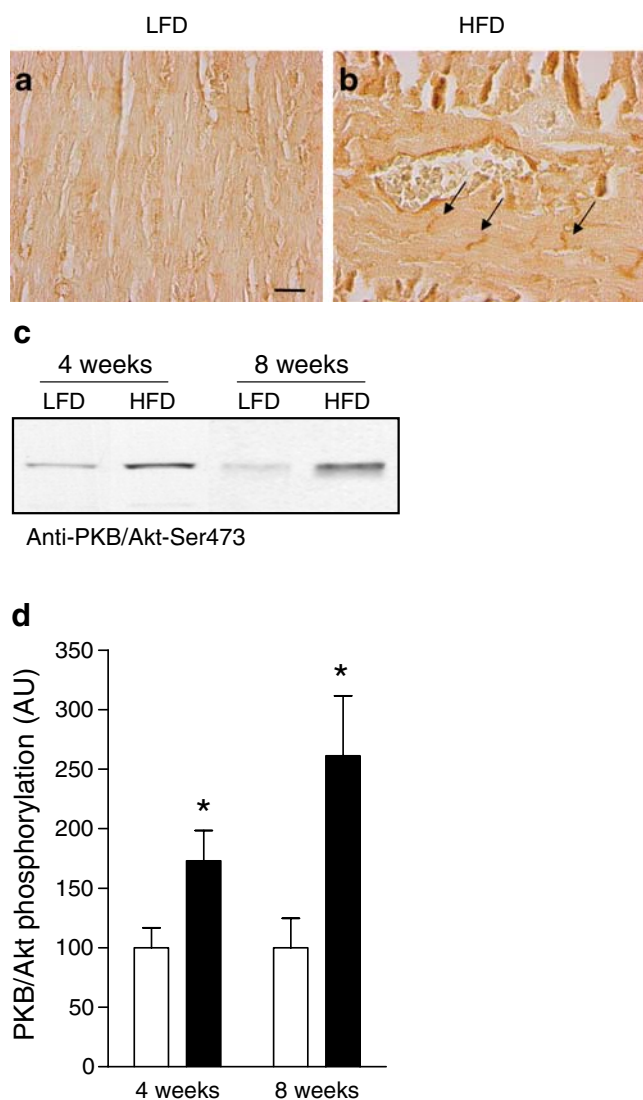 LFD HFD
a b
c
4 weeks 8 weeks
LFD HFD LFD HFD
Anti-PKB/Akt-Ser473
d
PKB/Akt phosphorylation (AU)
350
300
250
200
150
100
50
0
*
*
4 weeks 8 weeks